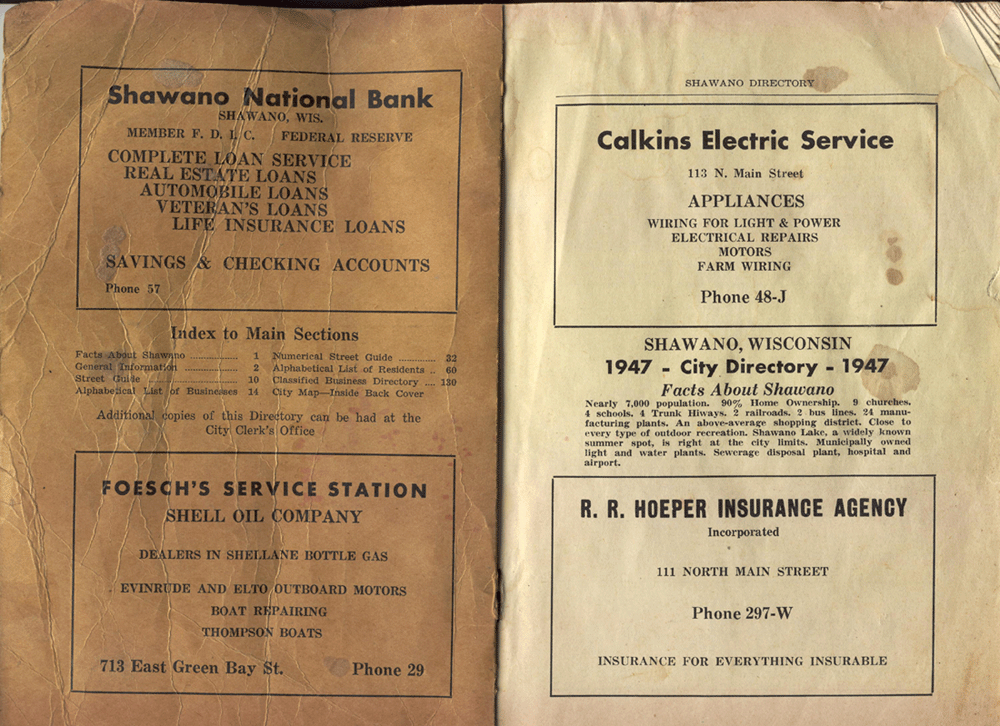 Shawano National Bank
SHAWANO, WIS.
MEMBER F. D. I. C. FEDERAL RESERVE
COMPLETE LOAN SERVICE
REAL ESTATE LOANS
AUTOMOBILE LOANS
VETERAN'S LOANS
LIFE INSURANCE LOANS
SAVINGS & CHECKING ACCOUNTS
Phone 57
Index to Main Sections
Facts About Shawano ............... 1 Numerical Street Guide ............ 32
General Information ............... 2 Alphabetical List of Residents .. 60
Street Guide ............... 10 Classified Business Directory .... 130
Alphabetical List of Businesses 14 City Map—Inside Back Cover
Additional copies of this Directory can be had at the
City Clerk's Office
FOESCH'S SERVICE STATION
SHELL OIL COMPANY
DEALERS IN SHELLANE BOTTLE GAS
EVINRUDE AND ELTO OUTBOARD MOTORS
BOAT REPAIRING
THOMPSON BOATS
713 East Green Bay St. Phone 29
SHAWANO DIRECTORY
Calkins Electric Service
113 N. Main Street
APPLIANCES
WIRING FOR LIGHT & POWER
ELECTRICAL REPAIRS
MOTORS
FARM WIRING
Phone 48-J
SHAWANO, WISCONSIN
1947 - City Directory - 1947
Facts About Shawano
Nearly 7,000 population. 90% Home Ownership. 9 churches.
4 schools. 4 Trunk Hiways. 2 railroads. 2 bus lines. 24 manu-
facturing plants. An above-average shopping district. Close to
every type of outdoor recreation. Shawano Lake, a widely known
summer spot, is right at the city limits. Municipally owned
light and water plants. Sewerage disposal plant, hospital and
airport.
R. R. HOEPER INSURANCE AGENCY
Incorporated
111 NORTH MAIN STREET
Phone 297-W
INSURANCE FOR EVERYTHING INSURABLE